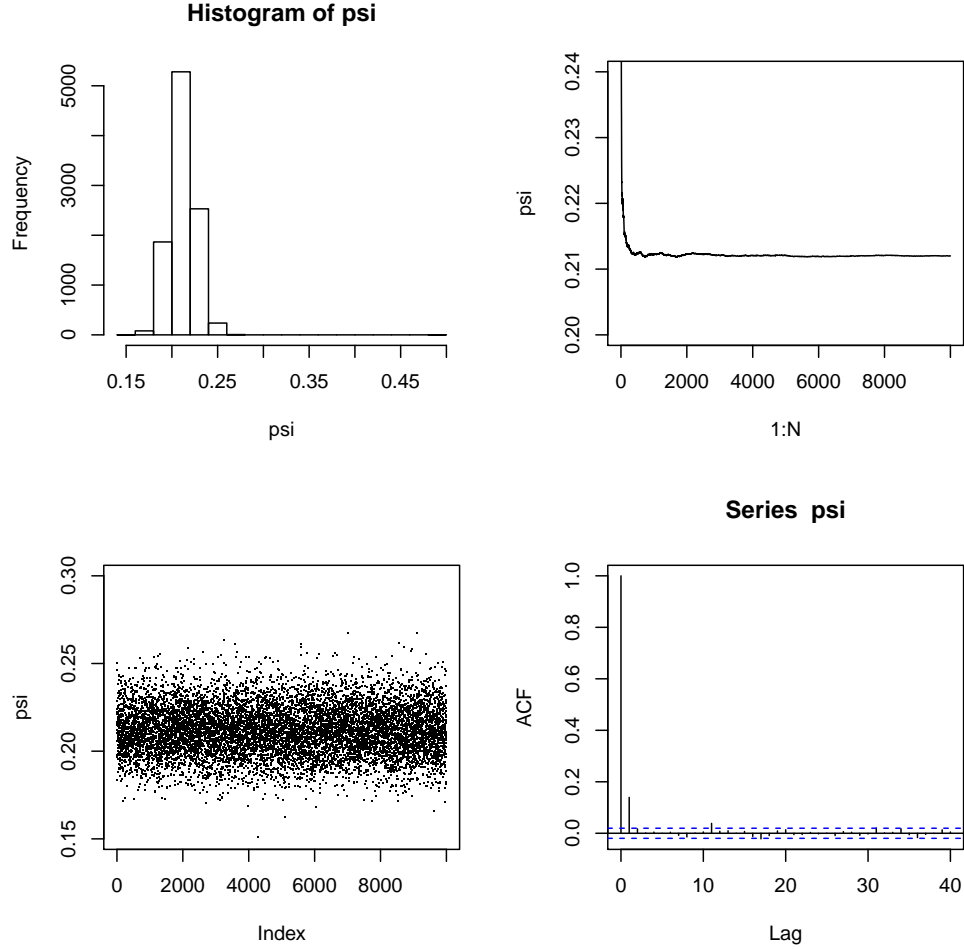 Histogram of psi
Frequency
0 1000 3000 5000
0.15 0.25 0.35 0.45
psi
psi
0.20 0.21 0.22 0.23 0.24
0 2000 4000 6000 8000
1:N
psi
0.15 0.20 0.25 0.30
0 2000 4000 6000 8000
Index
Series psi
ACF
0.0 0.2 0.4 0.6 0.8 1.0
0 10 20 30 40
Lag